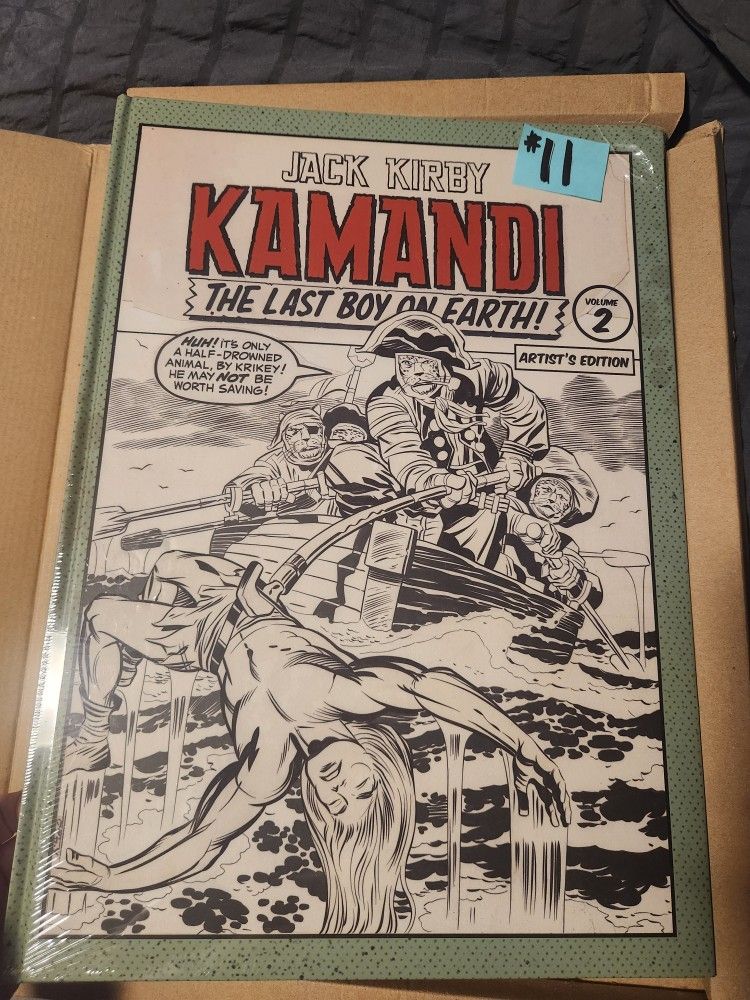 #11
JACK KIRBY
KAMANDI
THE LAST BOY ON EARTH!
VOLUME
2
ARTIST'S EDITION
HUH! IT'S ONLY
A HALF-DROWNED
ANIMAL, BY KRIKEY!
HE MAY NOT BE
WORTH SAVING!